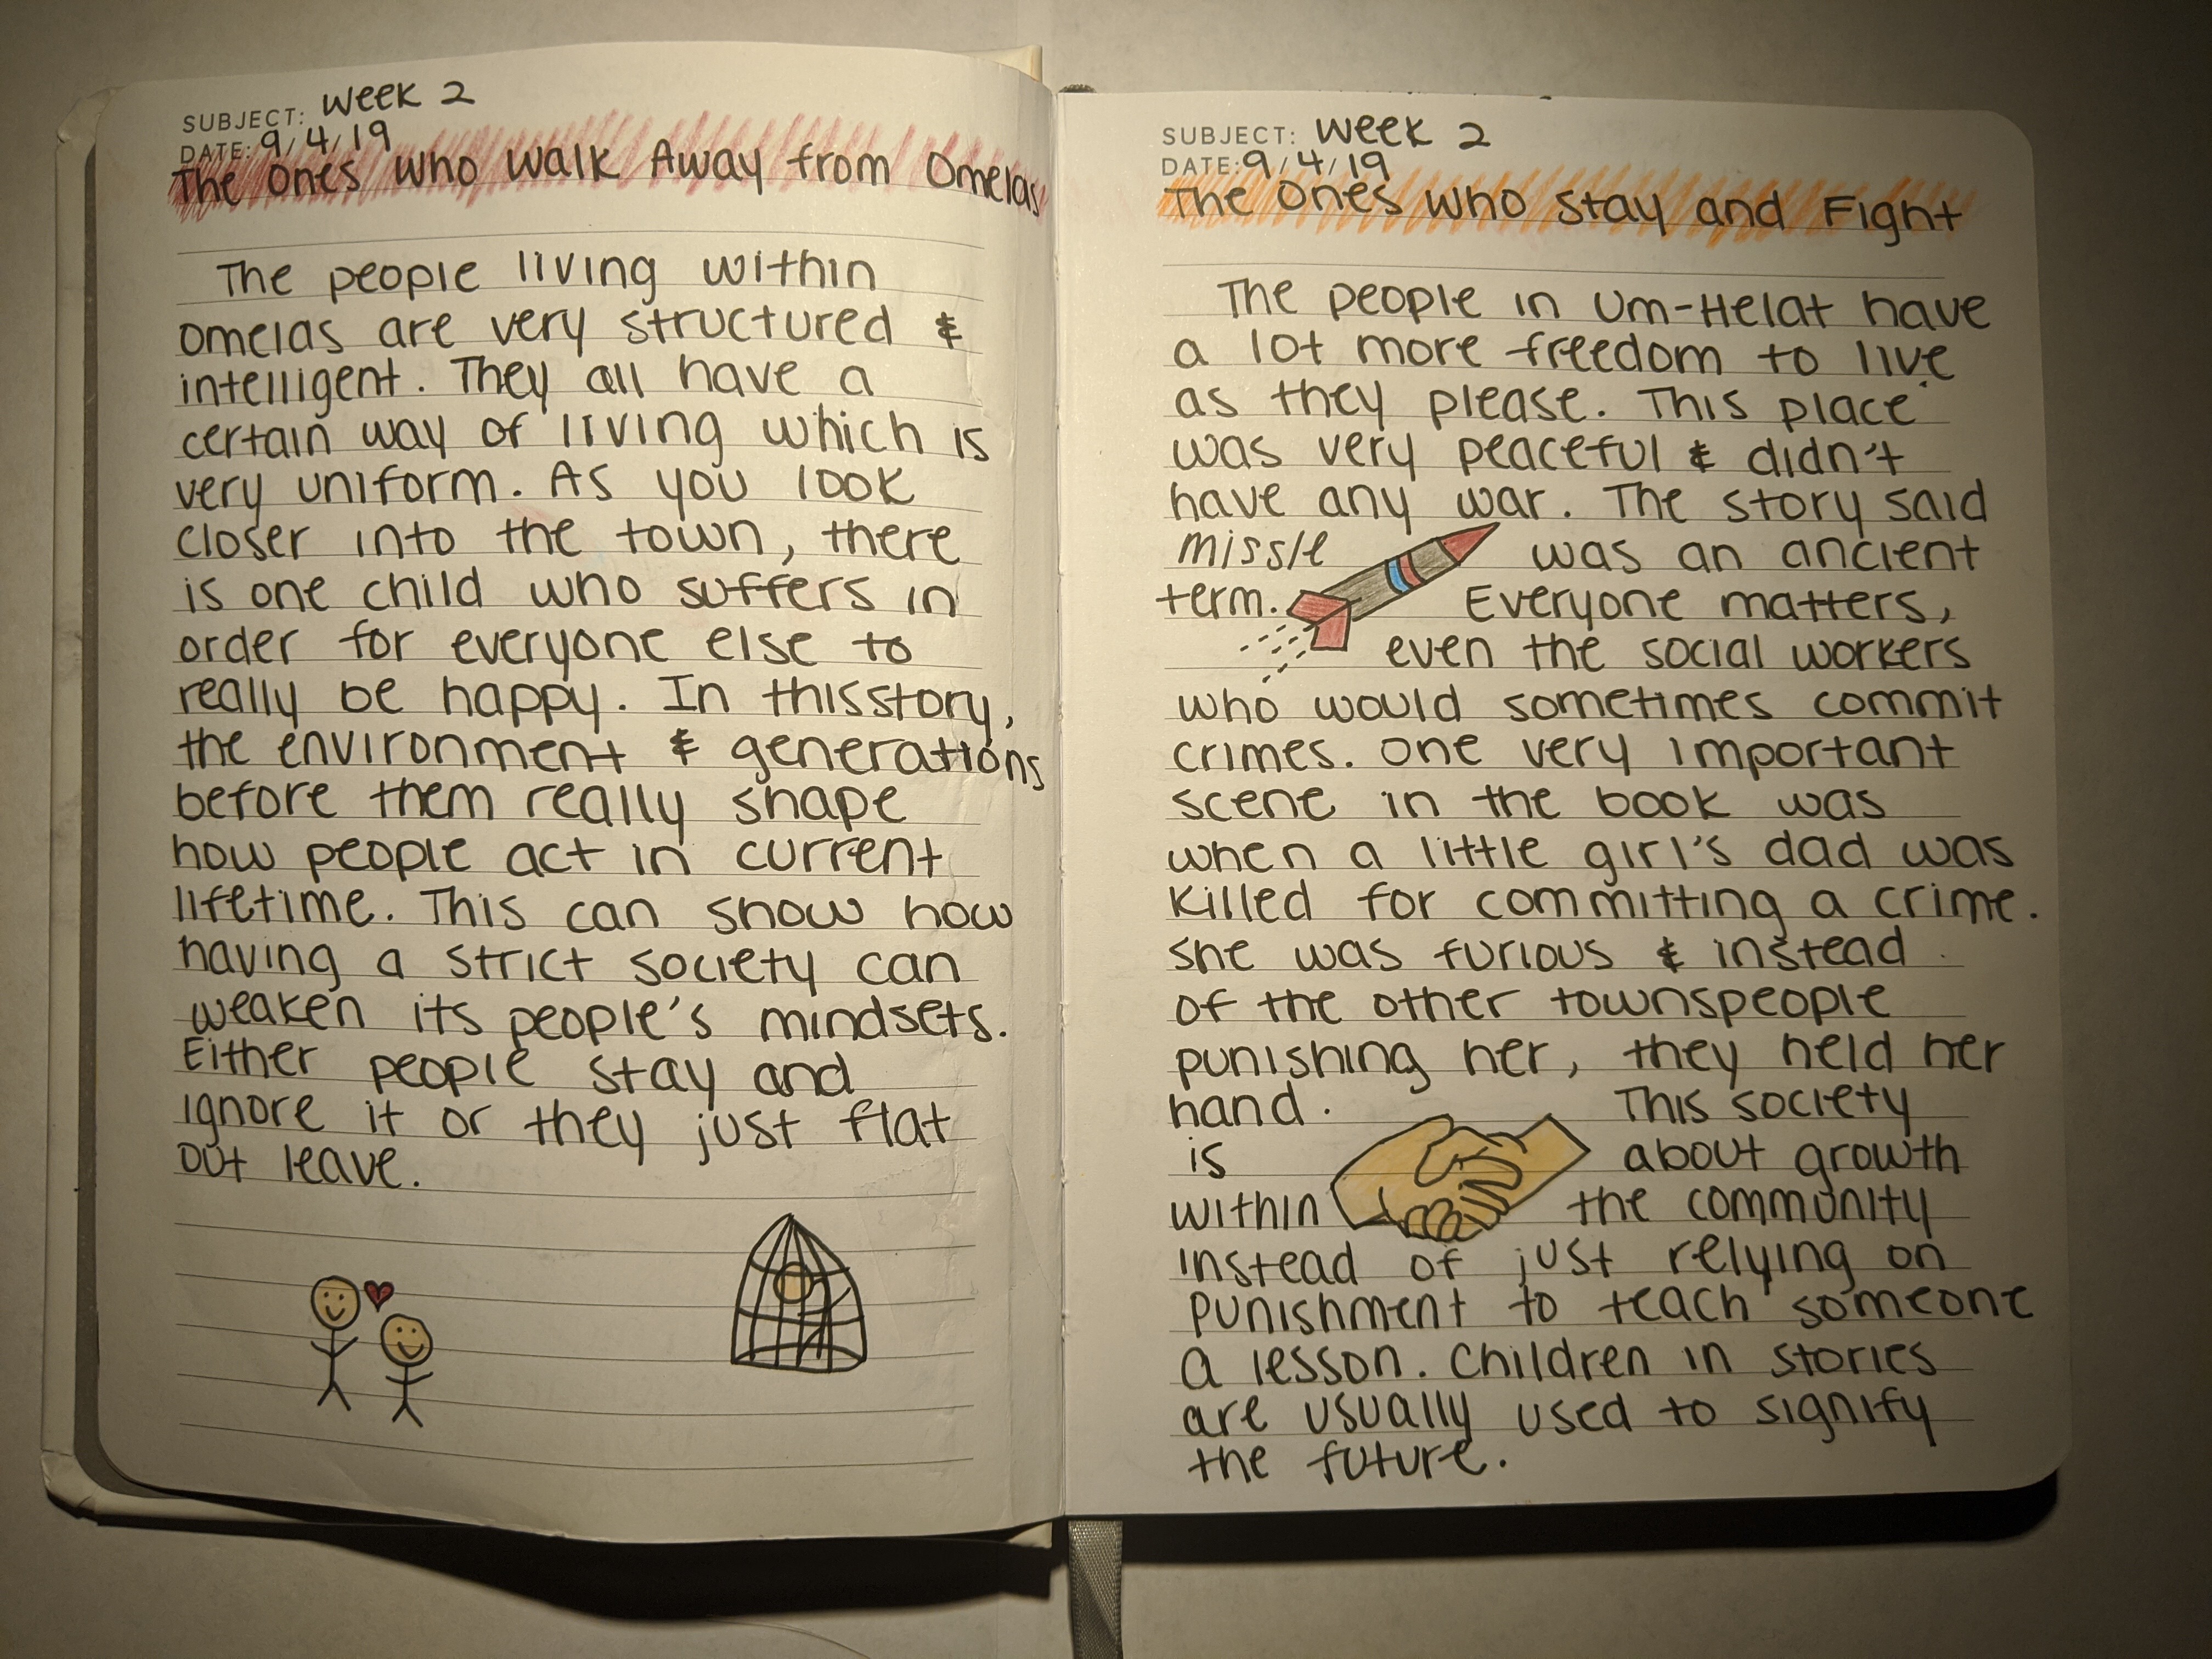 SUBJECT: Week 2
DATE: 9/4/19
The Ones Who Walk Away from Omelas
The people living within
Omelas are very structured &
intelligent. They all have a
certain way of living which is
very uniform. As you look
closer into the town, there
is one child who suffers in
order for everyone else to
really be happy. In this story,
the environment & generations
before them really shape
how people act in current
lifetime. This can show how
having a strict society can
weaken its people's mindsets.
Either people stay and
ignore it or they just flat
out leave.
SUBJECT: Week 2
DATE: 9/4/19
The Ones Who Stay and Fight
The people in Um-Helat have
a lot more freedom to live
as they please. This place
was very peaceful & didn't
have any war. The story said
missle was an ancient
term. Everyone matters,
even the social workers
who would sometimes commit
crimes. One very important
scene in the book was
when a little girl's dad was
killed for committing a crime.
She was furious & instead
of the other townspeople
punishing her, they held her
hand. This society
is about growth
within the community
instead of just relying on
punishment to teach someone
a lesson. Children in stories
are usually used to signify
the future.